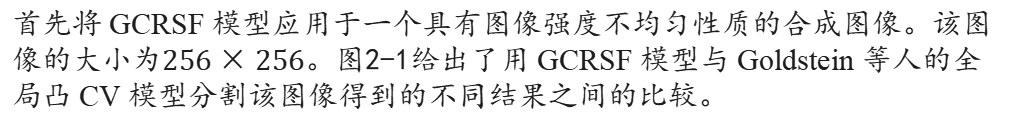 首先将 GCRSF 模型应用于一个具有图像强度不均匀性质的合成图像。该图
像的大小为256 × 256。图2-1给出了用 GCRSF 模型与 Goldstein 等人的全
局凸 CV 模型分割该图像得到的不同结果之间的比较。